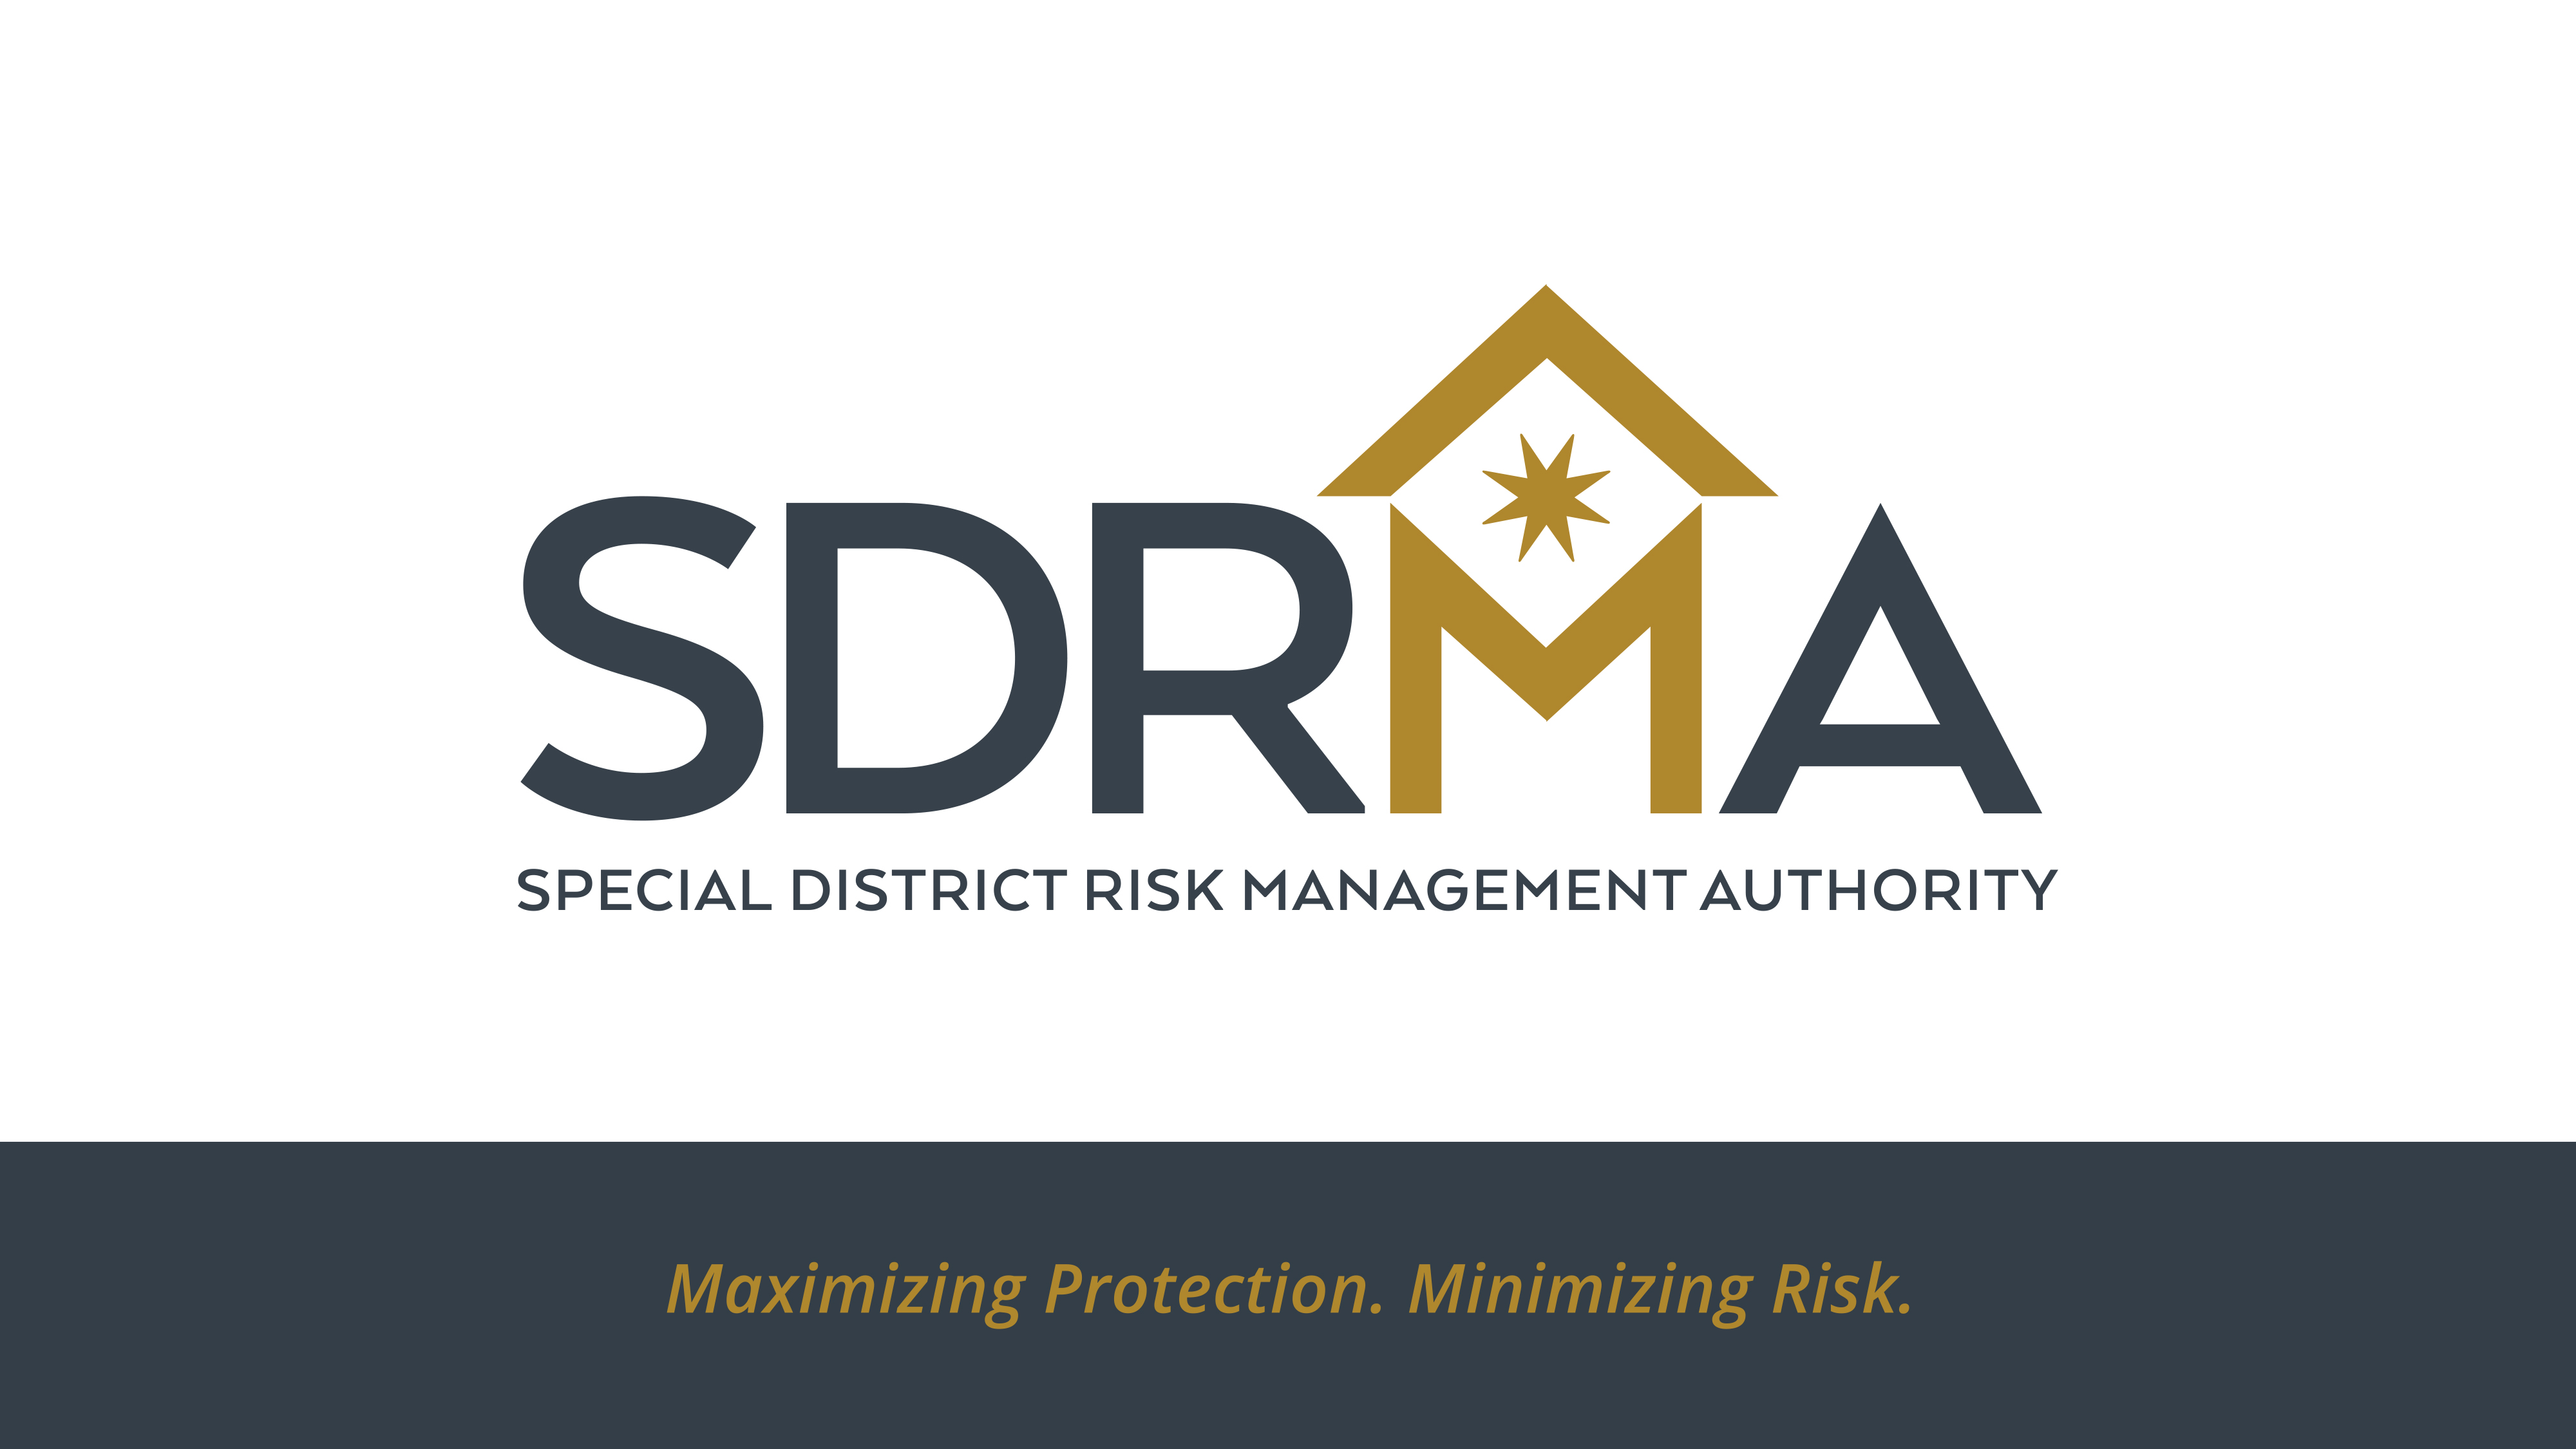 SDRMA
SPECIAL DISTRICT RISK MANAGEMENT AUTHORITY
Maximizing Protection. Minimizing Risk.